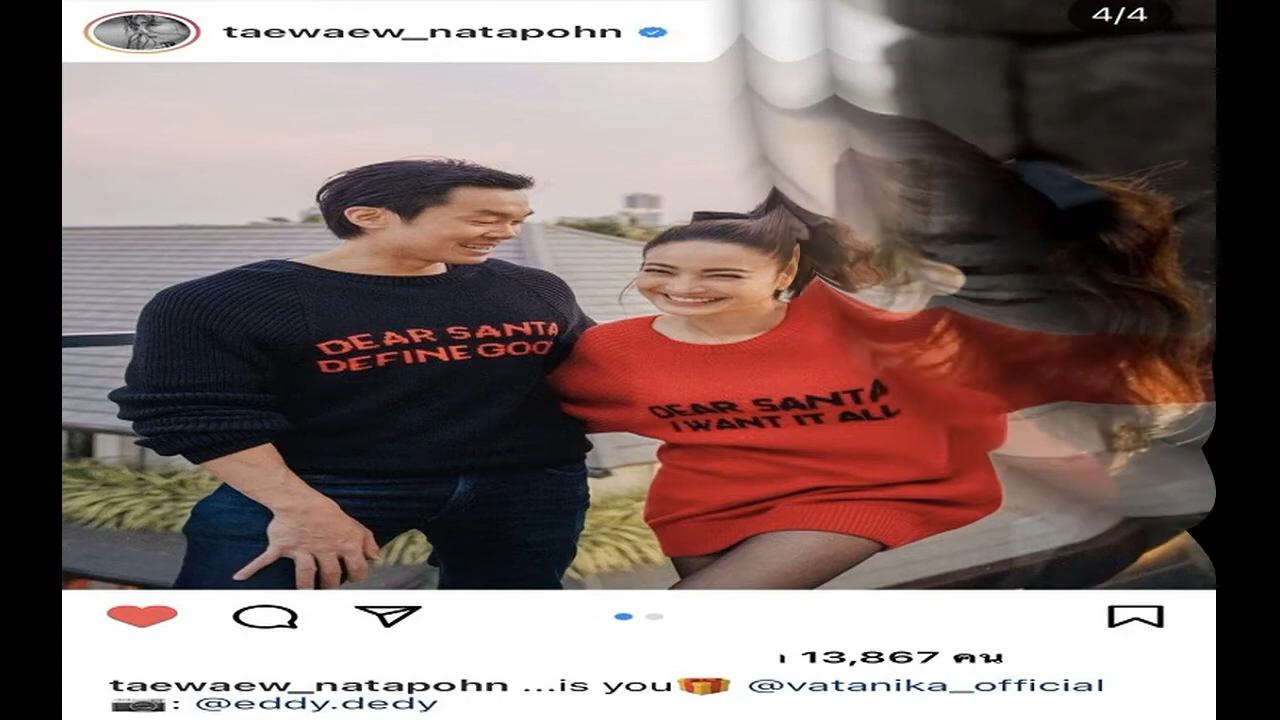 taewaew_natapohn
4/4
DEAR SANTA
DEFINE GOO
DEAR SANTA
I WANT IT ALL
13,867 คน
taewaew_natapohn ...is you🎁 @vatanika_official
📷: @eddy.dedy